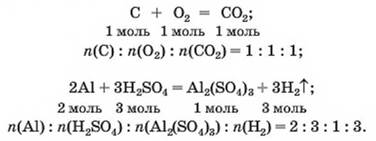 C + O₂ = CO₂;
1 моль 1 моль 1 моль
n(C) : n(O₂) : n(CO₂) = 1 : 1 : 1;
2Al + 3H₂SO₄ = Al₂(SO₄)₃ + 3H₂↑;
2 моль 3 моль 1 моль 3 моль
n(Al) : n(H₂SO₄) : n(Al₂(SO₄)₃) : n(H₂) = 2 : 3 : 1 : 3.